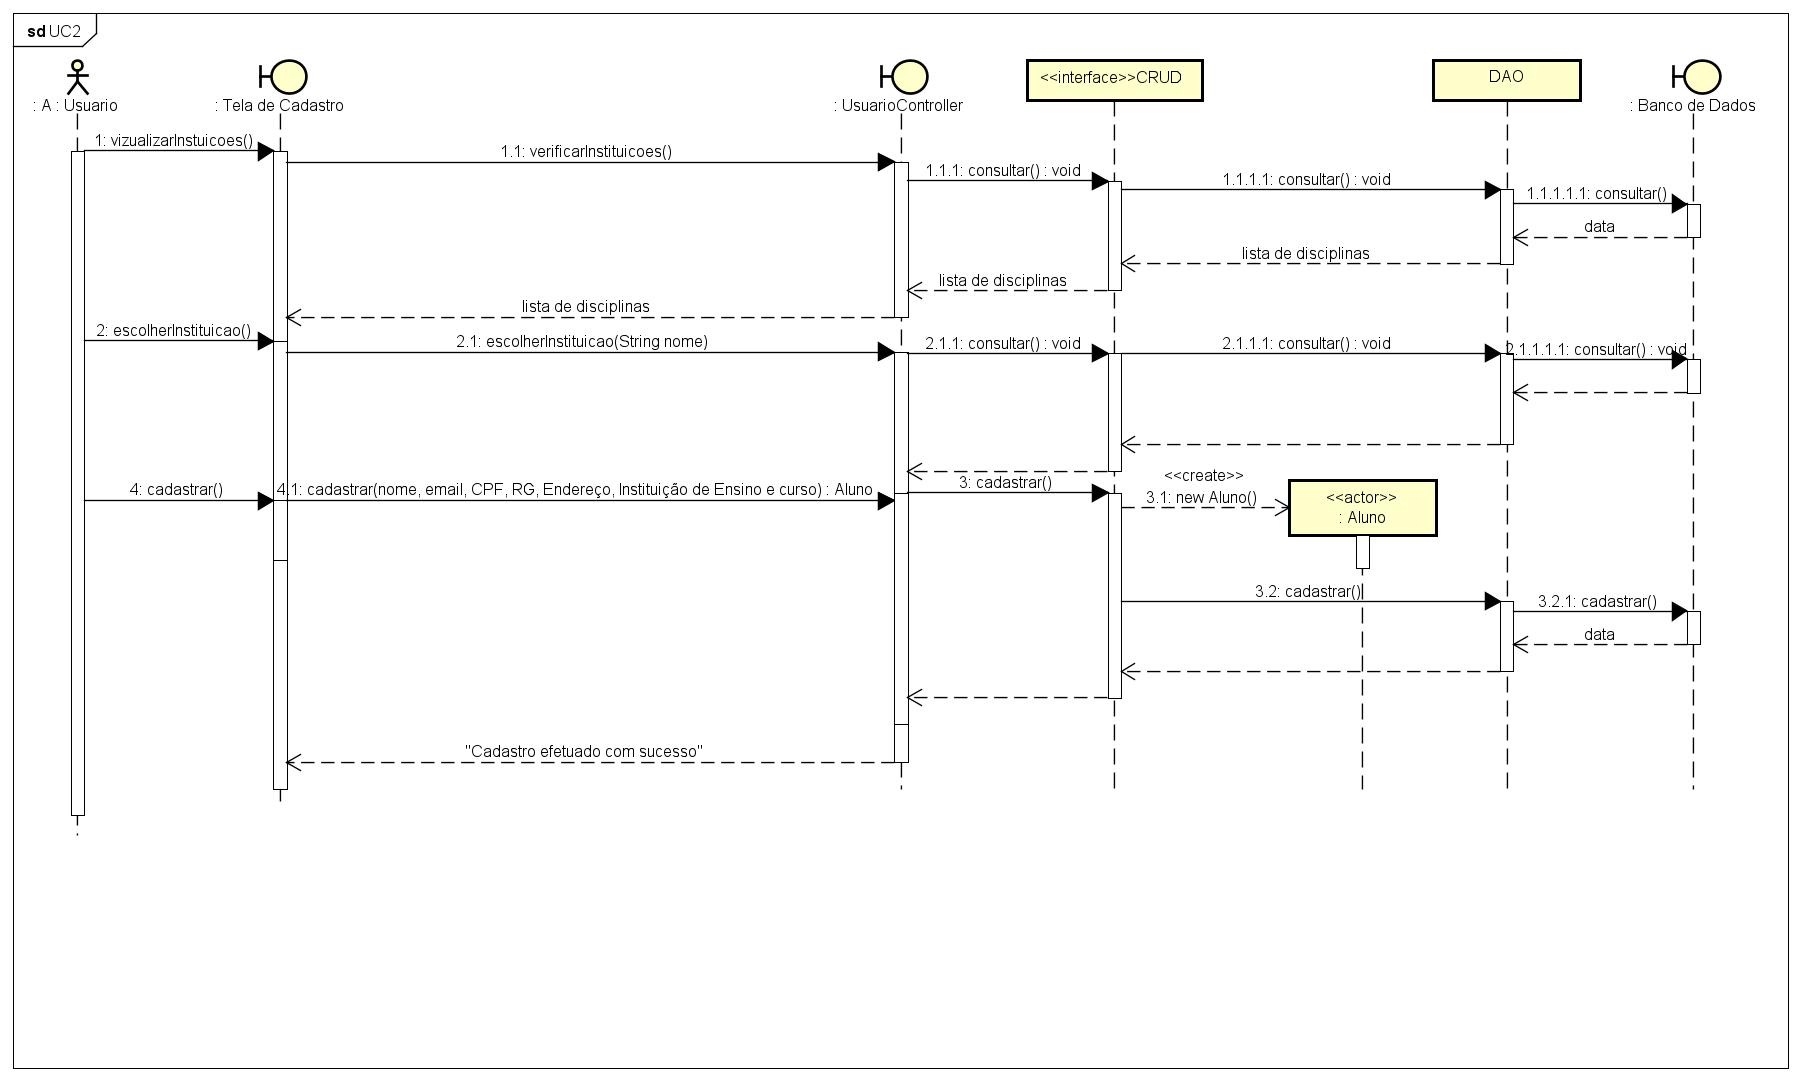 sd UC2
: A : Usuario
: Tela de Cadastro
: UsuarioController
<<interface>>CRUD
DAO
: Banco de Dados
1: vizualizarInstuicoes()
1.1: verificarInstituicoes()
1.1.1: consultar() : void
1.1.1.1: consultar() : void
1.1.1.1.1: consultar()
data
lista de disciplinas
lista de disciplinas
lista de disciplinas
2: escolherInstituicao()
2.1: escolherInstituicao(String nome)
2.1.1: consultar() : void
2.1.1.1: consultar() : void
2.1.1.1.1: consultar() : void
4: cadastrar()
4.1: cadastrar(nome, email, CPF, RG, Endereço, Instituição de Ensino e curso) : Aluno
3: cadastrar()
<<create>>
3.1: new Aluno()
<<actor>>
: Aluno
3.2: cadastrar()
3.2.1: cadastrar()
data
"Cadastro efetuado com sucesso"